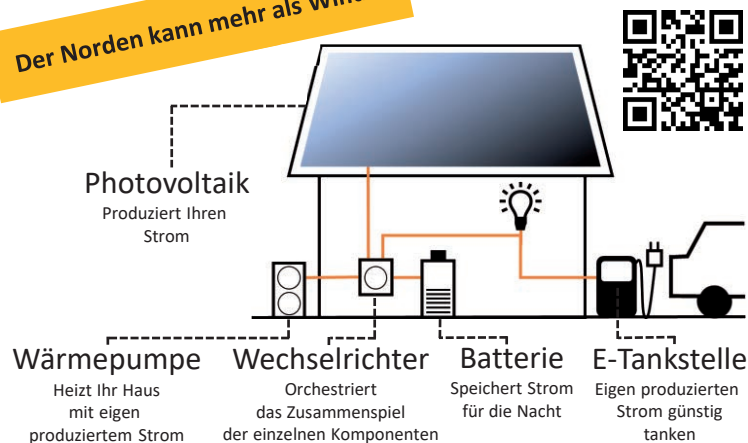 Der Norden kann mehr als
Photovoltaik
Produziert Ihren
Strom
Wärmepumpe
Heizt Ihr Haus
mit eigen
produziertem Strom
Wechselrichter
Orchestriert
das Zusammenspiel
der einzelnen Komponenten
Batterie
Speichert Strom
für die Nacht
E-Tankstelle
Eigen produzierten
Strom günstig
tanken